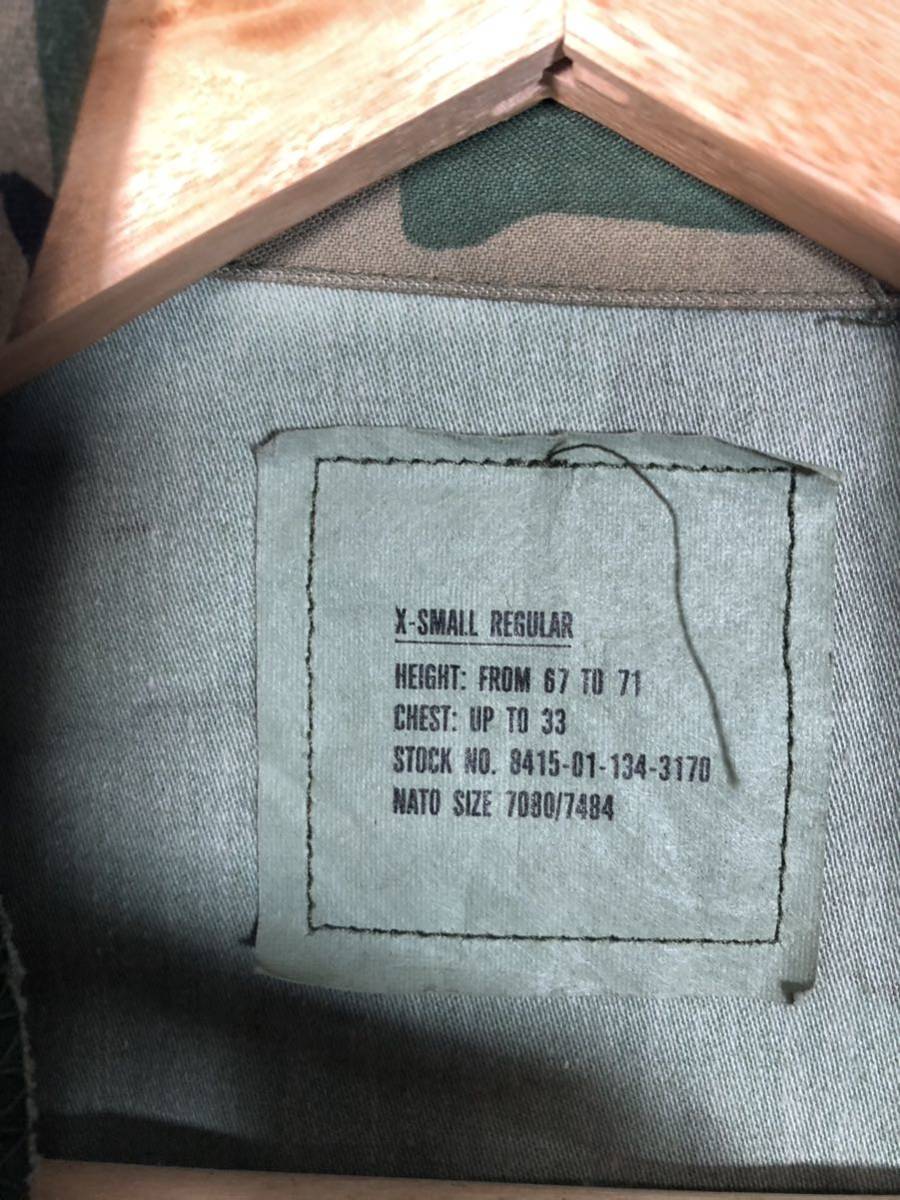 X-SMALL REGULAR
HEIGHT: FROM 67 TO 71
CHEST: UP TO 33
STOCK NO. 8415-01-134-3170
NATO SIZE 7080/7484